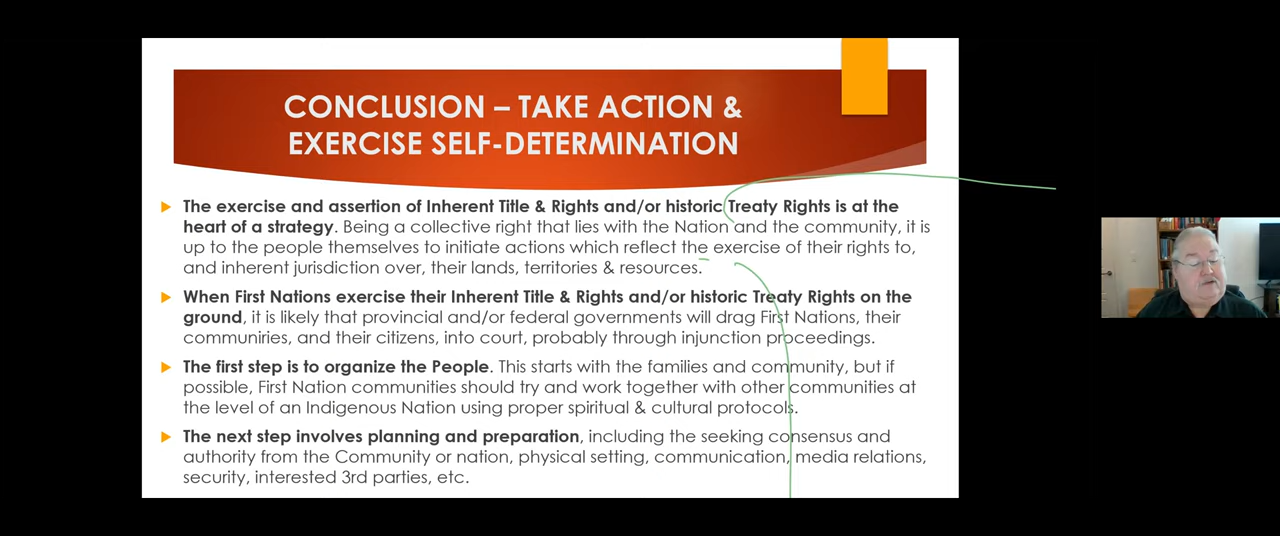 CONCLUSION – TAKE ACTION &
EXERCISE SELF-DETERMINATION
The exercise and assertion of Inherent Title & Rights and/or historic Treaty Rights is at the
heart of a strategy. Being a collective right that lies with the Nation and the community, it is
up to the people themselves to initiate actions which reflect the exercise of their rights to,
and inherent jurisdiction over, their lands, territories & resources.
When First Nations exercise their Inherent Title & Rights and/or historic Treaty Rights on the
ground, it is likely that provincial and/or federal governments will drag First Nations, their
communiries, and their citizens, into court, probably through injunction proceedings.
The first step is to organize the People. This starts with the families and community, but if
possible, First Nation communities should try and work together with other communities at
the level of an Indigenous Nation using proper spiritual & cultural protocols.
The next step involves planning and preparation, including the seeking consensus and
authority from the Community or nation, physical setting, communication, media relations,
security, interested 3rd parties, etc.